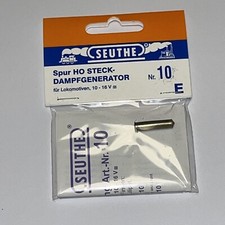 SEUTHE
Spur HO STECK-
DAMPFGENERATOR
Nr. 10
für Lokomotiven, 10 - 16 V ≅
E
SEUTHE
Art.-Nr. 10